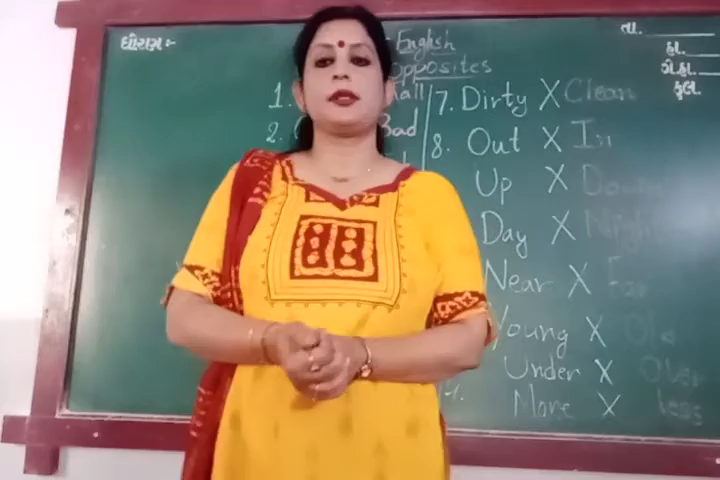 ધોરણ :-
English
opposites
તા.
હા.
ગે.હા.
કુલ.
1.
2. Bad
7. Dirty X Clean
8. Out X In
Up X Down
Day X Night
Near X Far
Young X Old
Under X Over
More X Less